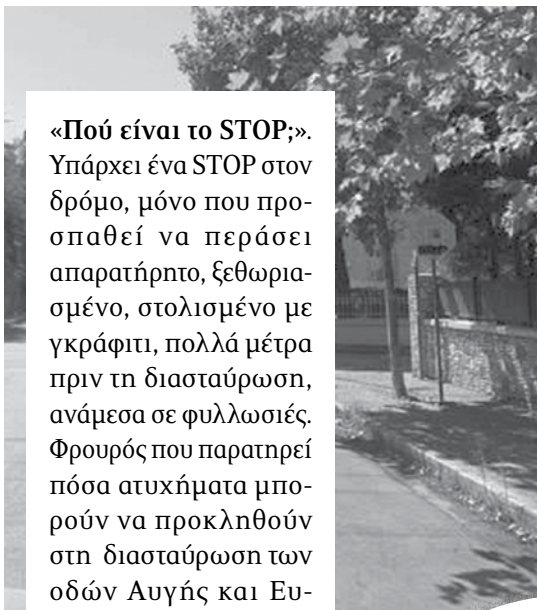 «Πού είναι το STOP;».
Υπάρχει ένα STOP στον
δρόμο, μόνο που προ-
σπαθεί να περάσει
απαρατήρητο, ξεθωρια-
σμένο, στολισμένο με
γκράφιτι, πολλά μέτρα
πριν τη διασταύρωση,
ανάμεσα σε φυλλωσιές.
Φρουρός που παρατηρεί
πόσα ατυχήματα μπο-
ρούν να προκληθούν
στη διασταύρωση των
οδών Αυγής και Ευ-